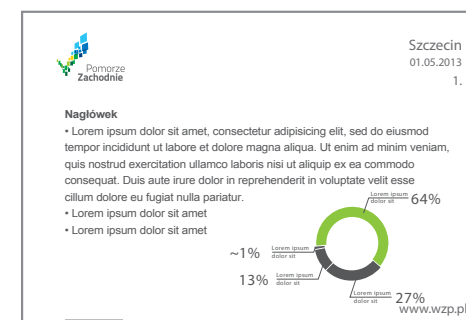 Pomorze
Zachodnie
Szczecin
01.05.2013
1.
Nagłówek
• Lorem ipsum dolor sit amet, consectetur adipisicing elit, sed do eiusmod
tempor incididunt ut labore et dolore magna aliqua. Ut enim ad minim veniam,
quis nostrud exercitation ullamco laboris nisi ut aliquip ex ea commodo
consequat. Duis aute irure dolor in reprehenderit in voluptate velit esse
cillum dolore eu fugiat nulla pariatur.
• Lorem ipsum dolor sit amet
• Lorem ipsum dolor sit amet
Lorem ipsum
dolor sit
64%
~1%
Lorem ipsum
dolor sit
13%
Lorem ipsum
dolor sit
Lorem ipsum
dolor sit
27%
www.wzp.pl